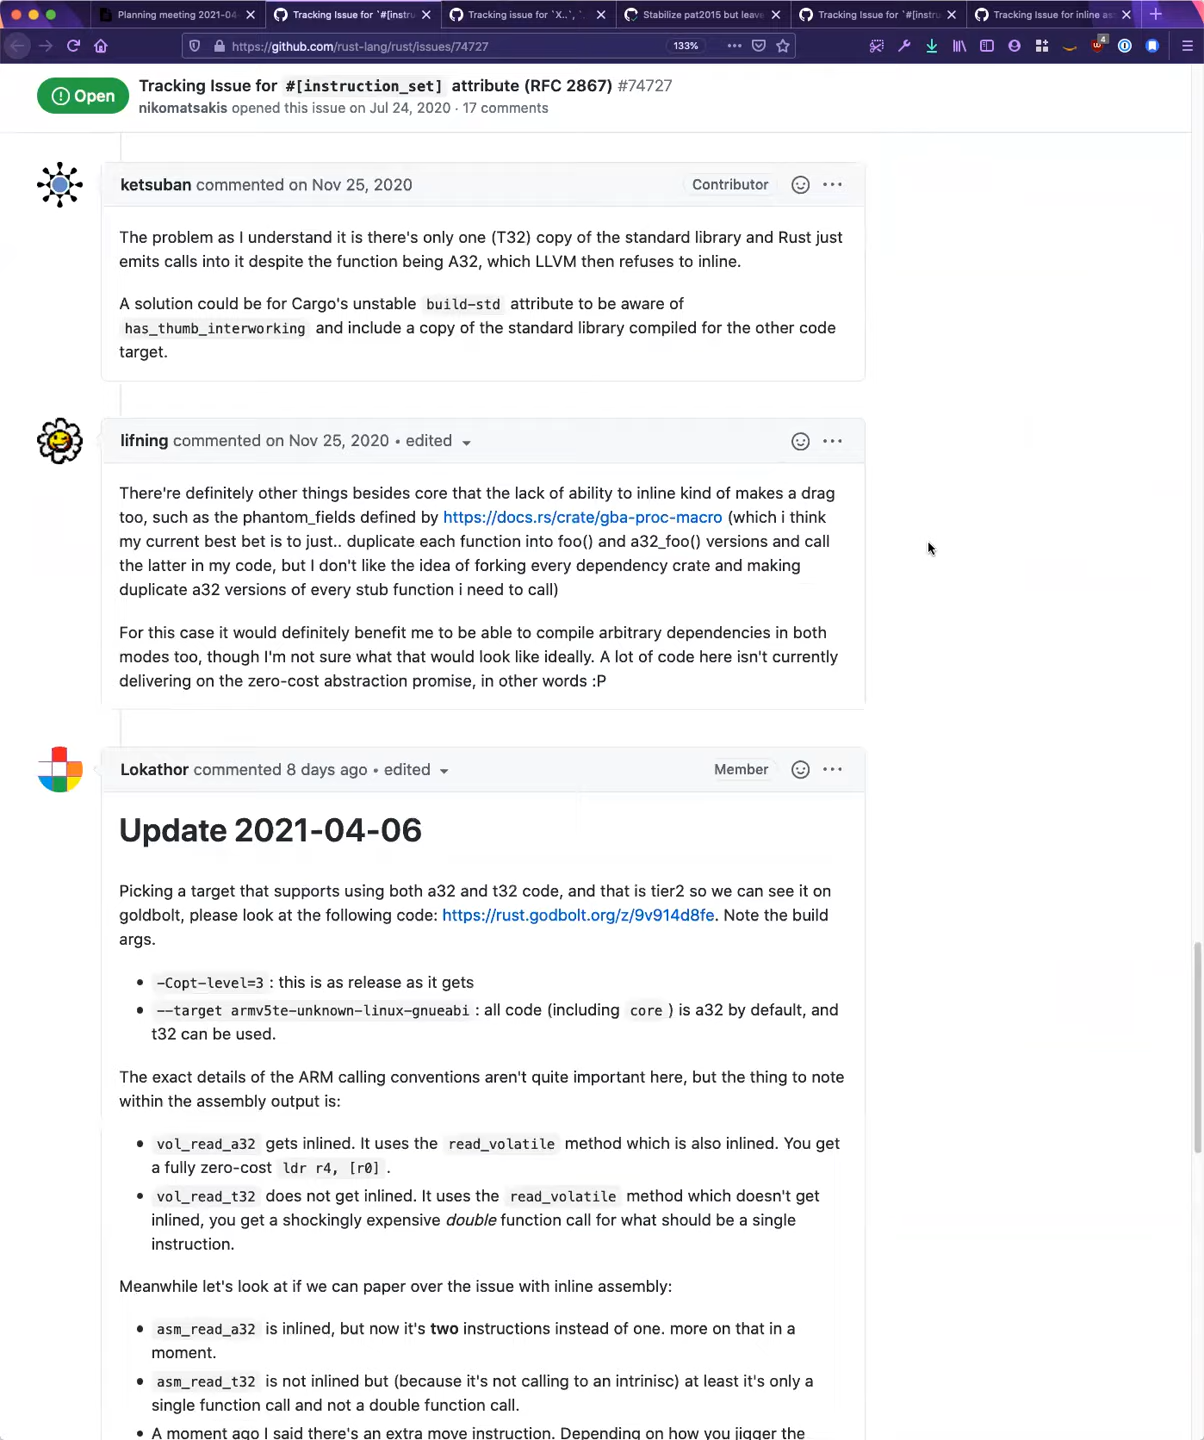 Planning meeting 2021-04-
Tracking Issue for `#[instru
Tracking issue for `X..`, `
Stabilize pat2015 but leave
Tracking Issue for `#[instru
Tracking Issue for inline as
https://github.com/rust-lang/rust/issues/74727
133%
4
Open
Tracking Issue for #[instruction_set] attribute (RFC 2867) #74727
nikomatsakis opened this issue on Jul 24, 2020 · 17 comments
ketsuban commented on Nov 25, 2020
Contributor
The problem as I understand it is there's only one (T32) copy of the standard library and Rust just
emits calls into it despite the function being A32, which LLVM then refuses to inline.
A solution could be for Cargo's unstable build-std attribute to be aware of
has_thumb_interworking and include a copy of the standard library compiled for the other code
target.
lifning commented on Nov 25, 2020 • edited
There're definitely other things besides core that the lack of ability to inline kind of makes a drag
too, such as the phantom_fields defined by https://docs.rs/crate/gba-proc-macro (which i think
my current best bet is to just.. duplicate each function into foo() and a32_foo() versions and call
the latter in my code, but I don't like the idea of forking every dependency crate and making
duplicate a32 versions of every stub function i need to call)
For this case it would definitely benefit me to be able to compile arbitrary dependencies in both
modes too, though I'm not sure what that would look like ideally. A lot of code here isn't currently
delivering on the zero-cost abstraction promise, in other words :P
Lokathor commented 8 days ago • edited
Member
Update 2021-04-06
Picking a target that supports using both a32 and t32 code, and that is tier2 so we can see it on
goldbolt, please look at the following code: https://rust.godbolt.org/z/9v914d8fe. Note the build
args.
• -Copt-level=3 : this is as release as it gets
• --target armv5te-unknown-linux-gnueabi : all code (including core ) is a32 by default, and
t32 can be used.
The exact details of the ARM calling conventions aren't quite important here, but the thing to note
within the assembly output is:
• vol_read_a32 gets inlined. It uses the read_volatile method which is also inlined. You get
a fully zero-cost ldr r4, [r0] .
• vol_read_t32 does not get inlined. It uses the read_volatile method which doesn't get
inlined, you get a shockingly expensive double function call for what should be a single
instruction.
Meanwhile let's look at if we can paper over the issue with inline assembly:
• asm_read_a32 is inlined, but now it's two instructions instead of one. more on that in a
moment.
• asm_read_t32 is not inlined but (because it's not calling to an intrinisc) at least it's only a
single function call and not a double function call.
• A moment ago I said there's an extra move instruction. Depending on how you jigger the